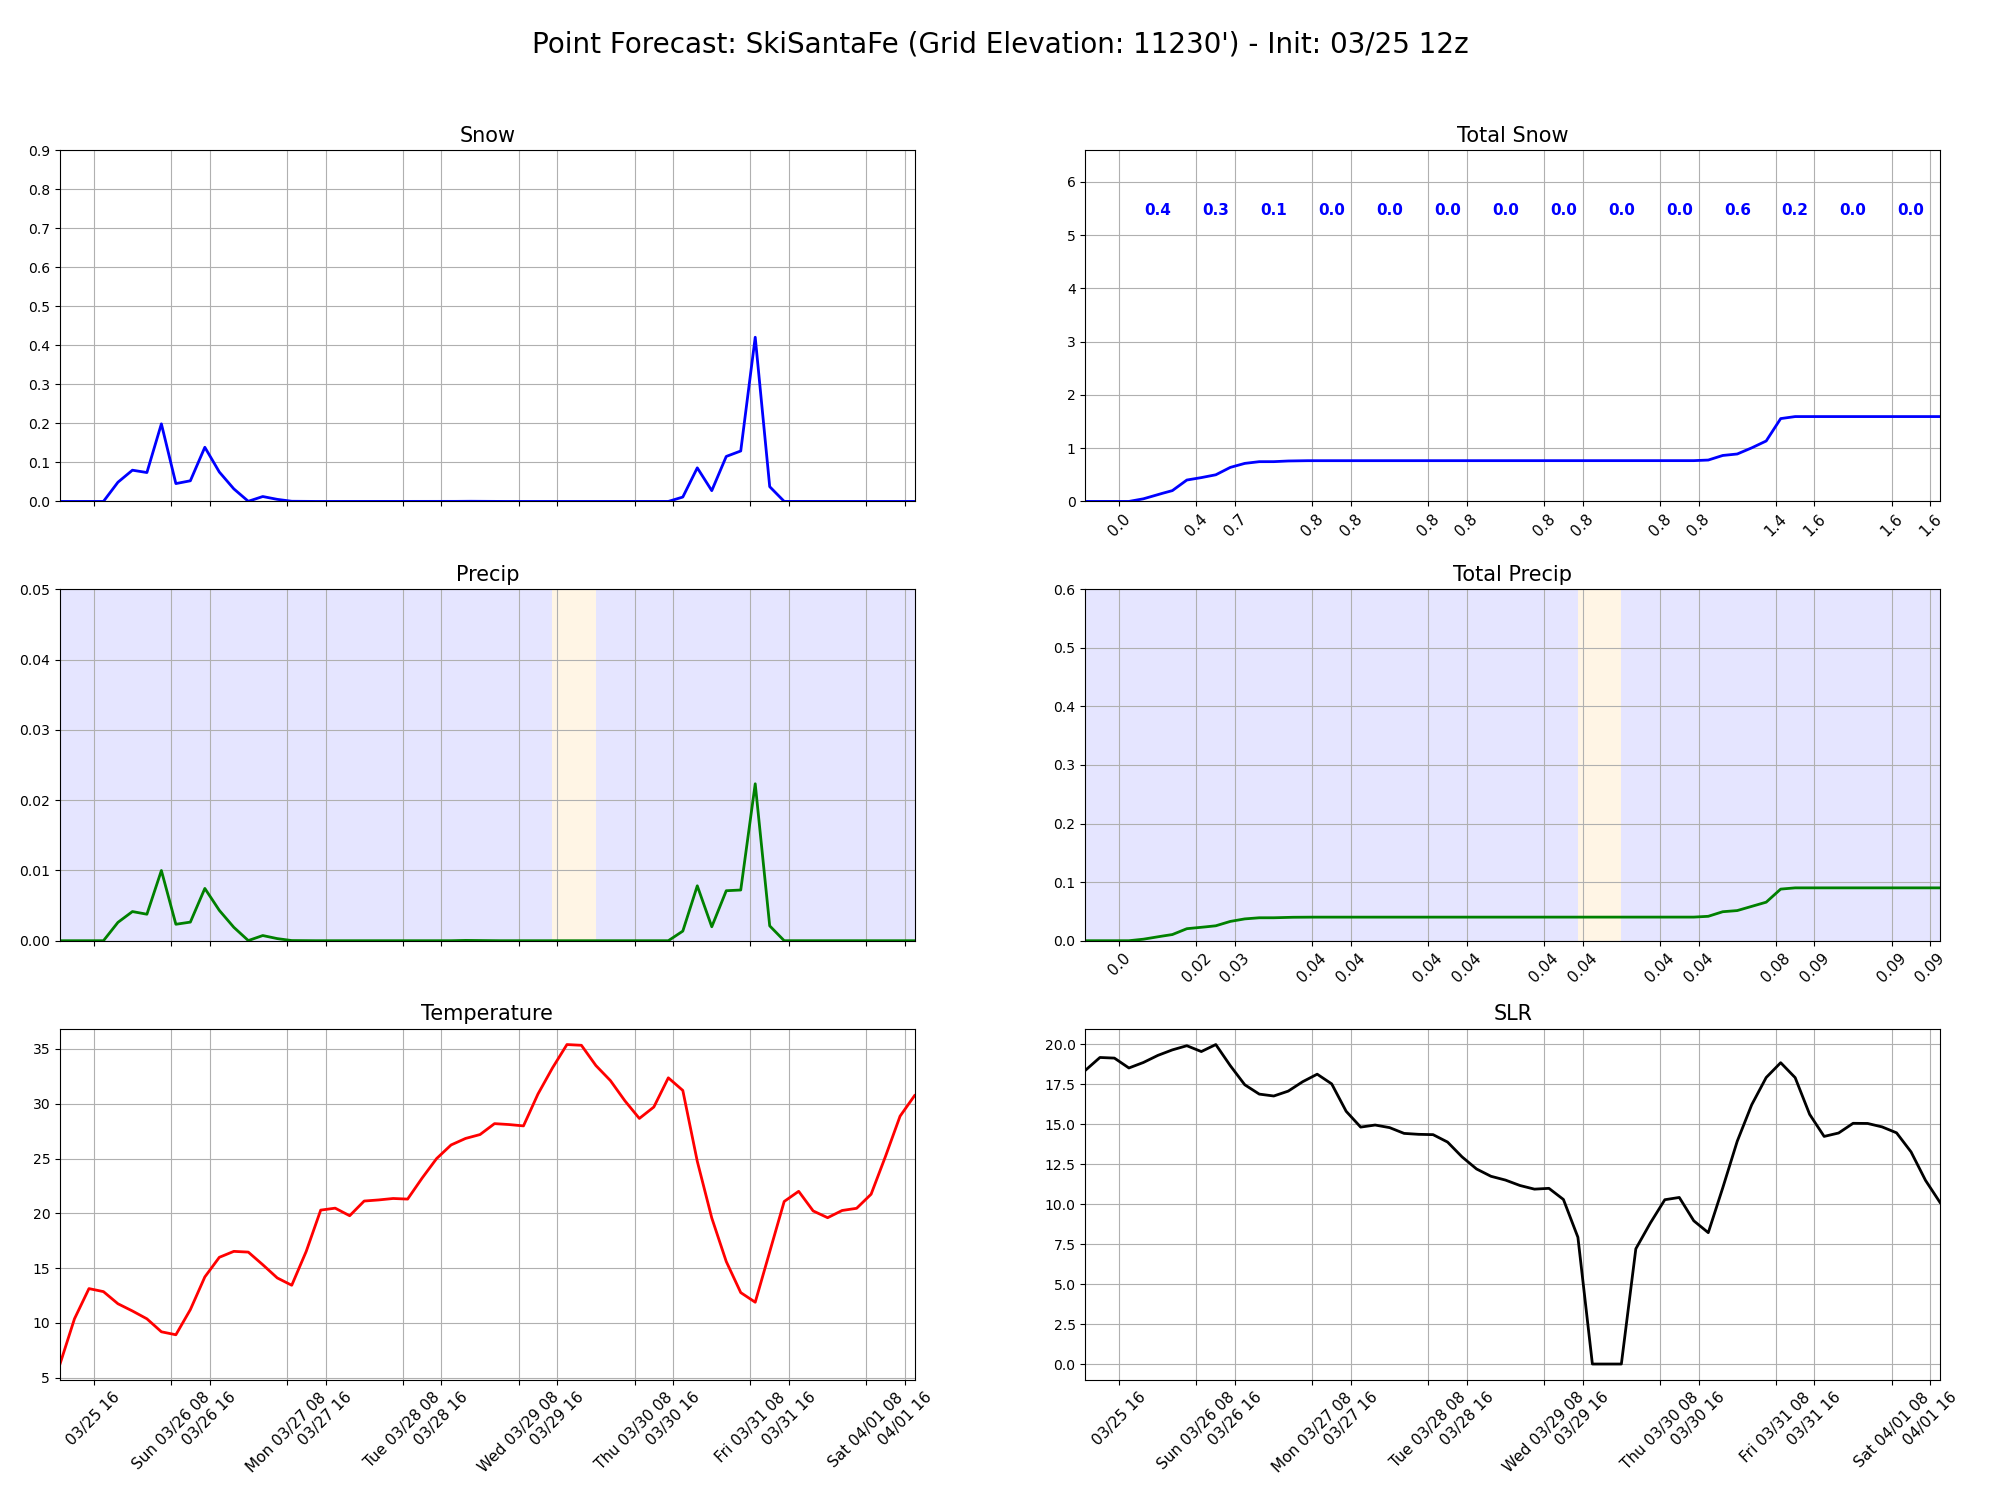 Point Forecast: SkiSantaFe (Grid Elevation: 11230') - Init: 03/25 12z
Snow
0.9
0.8
0.7
0.6
0.5
0.4
0.3
0.2
0.1
0.0
Total Snow
6
5
4
3
2
1
0
0.4 0.3 0.1 0.0 0.0 0.0 0.0 0.0 0.0 0.0 0.6 0.2 0.0 0.0
0.0 0.4 0.7 0.8 0.8 0.8 0.8 0.8 0.8 0.8 0.8 1.4 1.6 1.6 1.6
Precip
0.05
0.04
0.03
0.02
0.01
0.00
Total Precip
0.6
0.5
0.4
0.3
0.2
0.1
0.0
0.0 0.02 0.03 0.04 0.04 0.04 0.04 0.04 0.04 0.04 0.04 0.08 0.09 0.09 0.09
Temperature
35
30
25
20
15
10
5
03/25 16
Sun 03/26 08
03/26 16
Mon 03/27 08
03/27 16
Tue 03/28 08
03/28 16
Wed 03/29 08
03/29 16
Thu 03/30 08
03/30 16
Fri 03/31 08
03/31 16
Sat 04/01 08
04/01 16
SLR
20.0
17.5
15.0
12.5
10.0
7.5
5.0
2.5
0.0
03/25 16
Sun 03/26 08
03/26 16
Mon 03/27 08
03/27 16
Tue 03/28 08
03/28 16
Wed 03/29 08
03/29 16
Thu 03/30 08
03/30 16
Fri 03/31 08
03/31 16
Sat 04/01 08
04/01 16